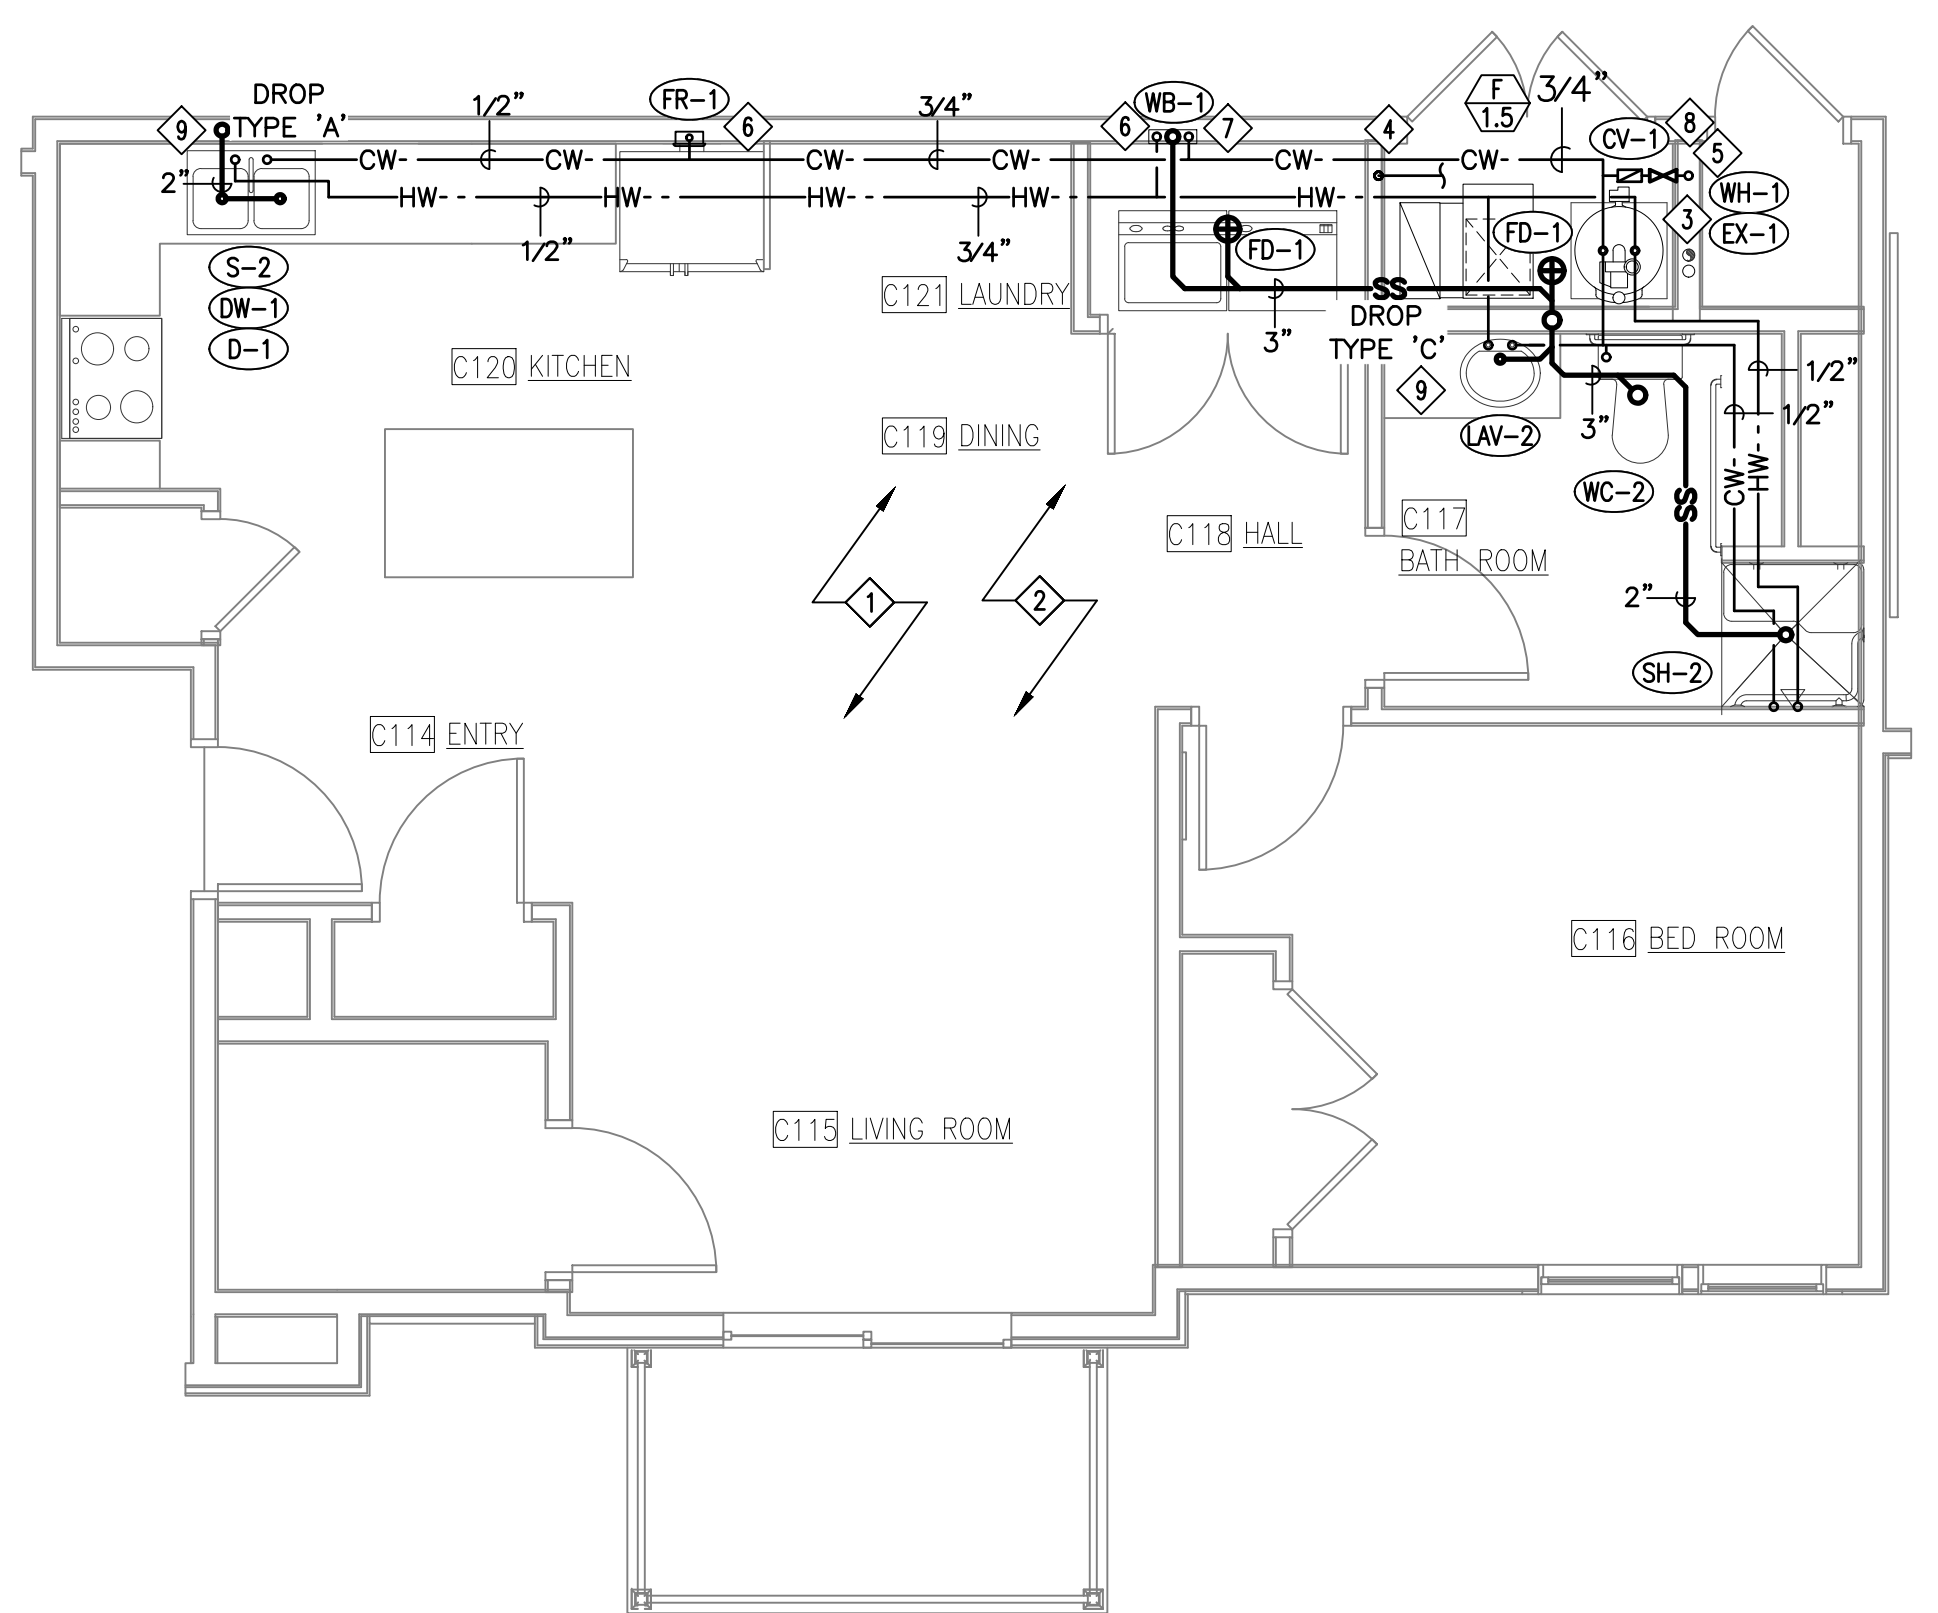 DROP
TYPE 'A'
9
1/2"
FR-1
6
3/4"
6
WB-1
7
4
F
1.5
3/4"
CV-1
8
5
CW- CW- CW- CW- CW- CW-
2"
HW- - HW- - HW- - HW- - HW- -
WH-1
3
EX-1
1/2"
3/4"
FD-1
FD-1
S-2
DW-1
D-1
C121 LAUNDRY
SS
3"
DROP
TYPE 'C'
9
C120 KITCHEN
1/2"
1/2"
3"
C119 DINING
LAV-2
WC-2
CW-
HW- -
SS
C118 HALL
C117
BATH ROOM
1
2
2"
SH-2
C114 ENTRY
C116 BED ROOM
C115 LIVING ROOM